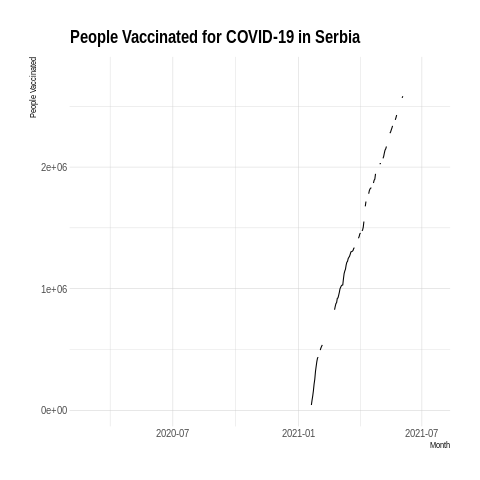 People Vaccinated for COVID-19 in Serbia
People Vaccinated
2e+06
1e+06
0e+00
2020-07
2021-01
2021-07
Month